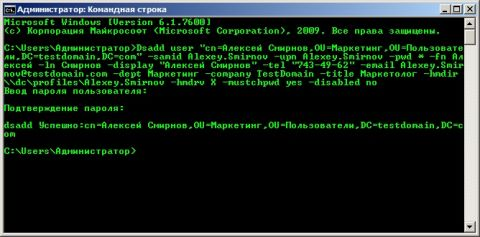 Администратор: Командная строка
Microsoft Windows [Version 6.1.7600]
(c) Корпорация Майкрософт (Microsoft Corporation), 2009. Все права защищены.
C:\Users\Администратор>Dsadd user "cn=Алексей Смирнов,OU=Маркетинг,OU=Пользовате
ли,DC=testdomain,DC=com" -samid Alexey.Smirnov -upn Alexey.Smirnov -pwd * -fn Ал
ексей -ln Смирнов -display "Алексей Смирнов" -tel "743-49-62" -email Alexey.Smir
nov@testdomain.com -dept Маркетинг -company TestDomain -title Маркетолог -hmdir
\\dc\profiles\Alexey.Smirnov -hmdrv X -mustchpwd yes -disabled no
Ввод пароля пользователя:
Подтверждение пароля:
dsadd Успешно:cn=Алексей Смирнов,OU=Маркетинг,OU=Пользователи,DC=testdomain,DC=c
om
C:\Users\Администратор>